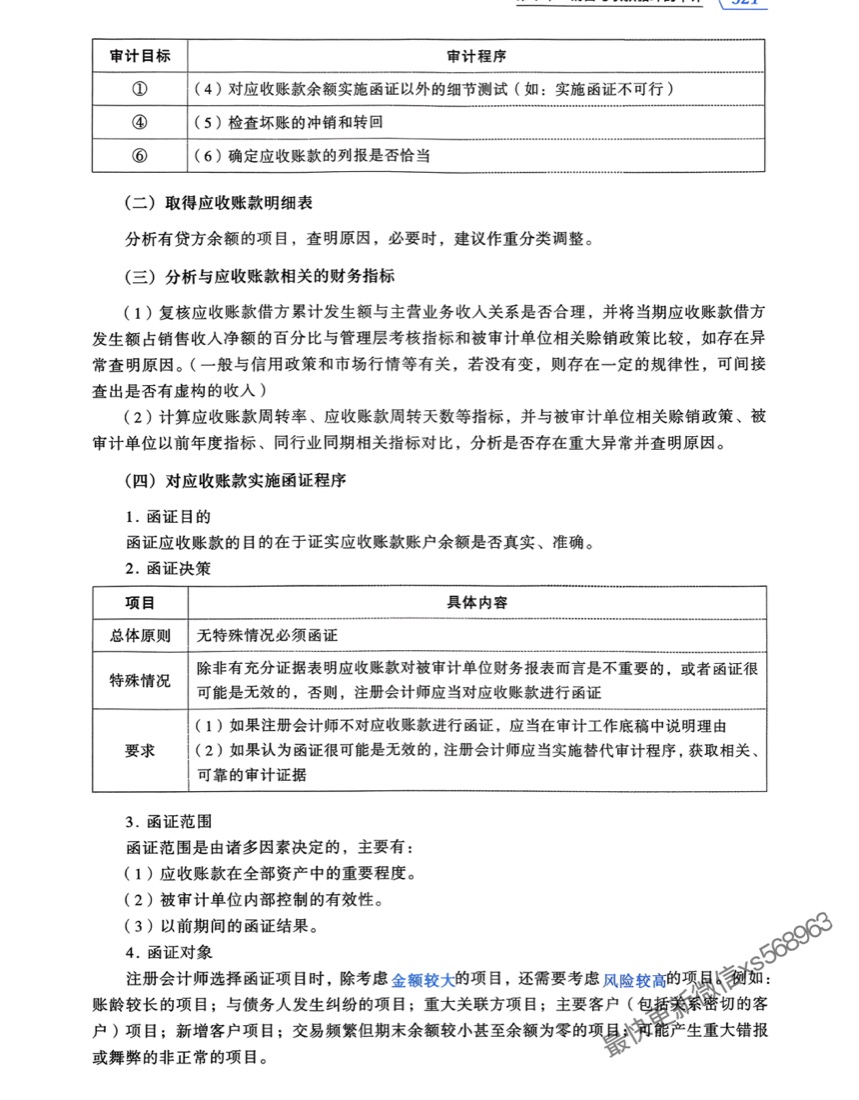 审计目标 审计程序
① （4）对应收账款余额实施函证以外的细节测试（如：实施函证不可行）
④ （5）检查坏账的冲销和转回
⑥ （6）确定应收账款的列报是否恰当
（二）取得应收账款明细表
分析有贷方余额的项目，查明原因，必要时，建议作重分类调整。
（三）分析与应收账款相关的财务指标
（1）复核应收账款借方累计发生额与主营业务收入关系是否合理，并将当期应收账款借方
发生额占销售收入净额的百分比与管理层考核指标和被审计单位相关赊销政策比较，如存在异
常查明原因。（一般与信用政策和市场行情等有关，若没有变，则存在一定的规律性，可间接
查出是否有虚构的收入）
（2）计算应收账款周转率、应收账款周转天数等指标，并与被审计单位相关赊销政策、被
审计单位以前年度指标、同行业同期相关指标对比，分析是否存在重大异常并查明原因。
（四）对应收账款实施函证程序
1. 函证目的
函证应收账款的目的在于证实应收账款账户余额是否真实、准确。
2. 函证决策
项目 具体内容
总体原则 无特殊情况必须函证
特殊情况 除非有充分证据表明应收账款对被审计单位财务报表而言是不重要的，或者函证很
可能是无效的，否则，注册会计师应当对应收账款进行函证
（1）如果注册会计师不对应收账款进行函证，应当在审计工作底稿中说明理由
要求 （2）如果认为函证很可能是无效的，注册会计师应当实施替代审计程序，获取相关、
可靠的审计证据
3. 函证范围
函证范围是由诸多因素决定的，主要有：
（1）应收账款在全部资产中的重要程度。
（2）被审计单位内部控制的有效性。
（3）以前期间的函证结果。
4. 函证对象
注册会计师选择函证项目时，除考虑金额较大的项目，还需要考虑风险较高的项目。例如：
账龄较长的项目；与债务人发生纠纷的项目；重大关联方项目；主要客户（包括关系密切的客
户）项目；新增客户项目；交易频繁但期末余额较小甚至余额为零的项目；可能产生重大错报
或舞弊的非正常的项目。
最快更新微信xs568963